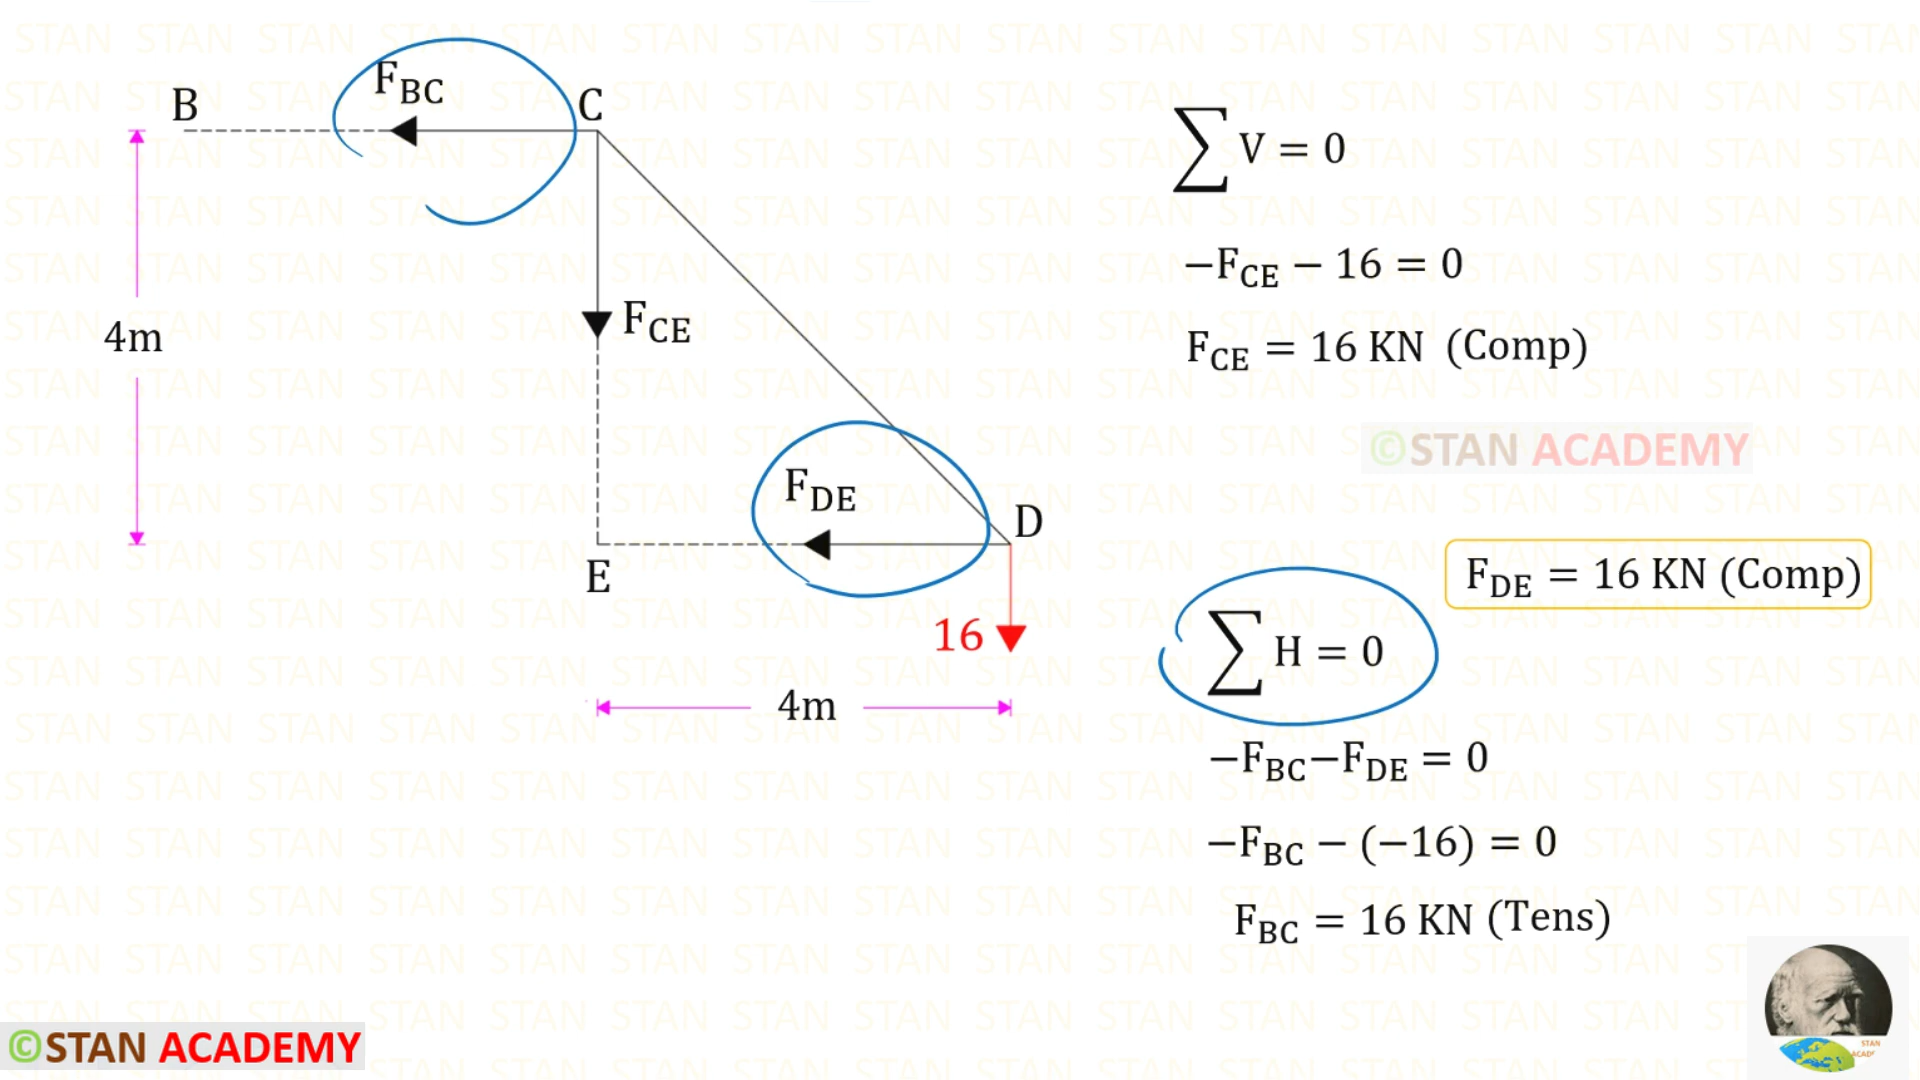 B
F_BC
C
4m
F_CE
F_DE
D
E
16
4m
∑ V = 0
−F_CE − 16 = 0
F_CE = 16 KN (Comp)
©STAN ACADEMY
F_DE = 16 KN (Comp)
∑ H = 0
−F_BC−F_DE = 0
−F_BC − (−16) = 0
F_BC = 16 KN (Tens)
©STAN ACADEMY
STAN